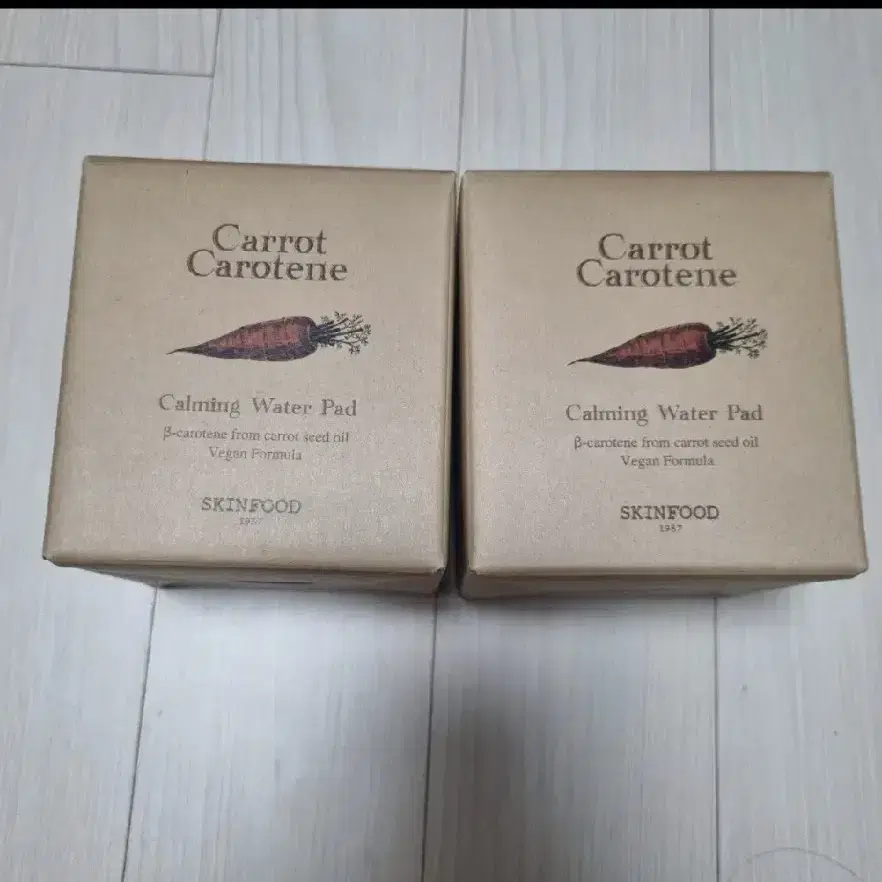 Carrot
Carotene
Calming Water Pad
β-carotene from carrot seed oil
Vegan Formula
SKINFOOD
1957
Carrot
Carotene
Calming Water Pad
β-carotene from carrot seed oil
Vegan Formula
SKINFOOD
1957